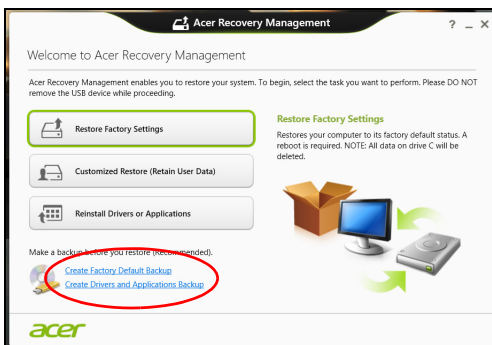 Acer Recovery Management
? _ X
Welcome to Acer Recovery Management
Acer Recovery Management enables you to restore your system. To begin, select the task you want to perform. Please DO NOT
remove the USB device while proceeding.
Restore Factory Settings
Customized Restore (Retain User Data)
Reinstall Drivers or Applications
Restore Factory Settings
Restores your computer to its factory default status. A
reboot is required. NOTE: All data on drive C will be
deleted.
Make a backup before you restore (Recommended).
Create Factory Default Backup
Create Drivers and Applications Backup
acer